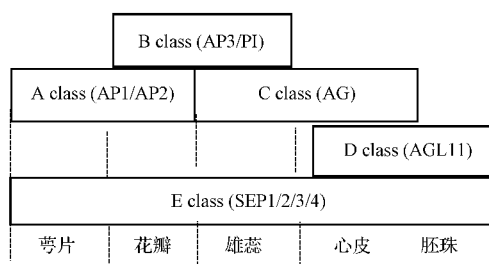 B class (AP3/PI)
A class (AP1/AP2) C class (AG)
D class (AGL11)
E class (SEP1/2/3/4)
萼片 花瓣 雄蕊 心皮 胚珠